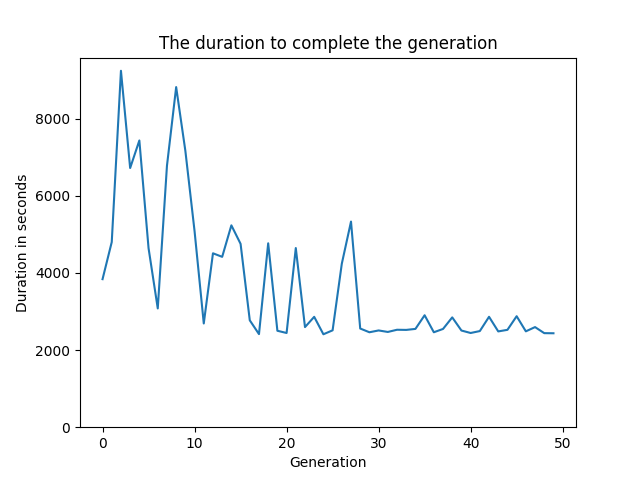 The duration to complete the generation
Duration in seconds
8000
6000
4000
2000
0
0 10 20 30 40 50
Generation